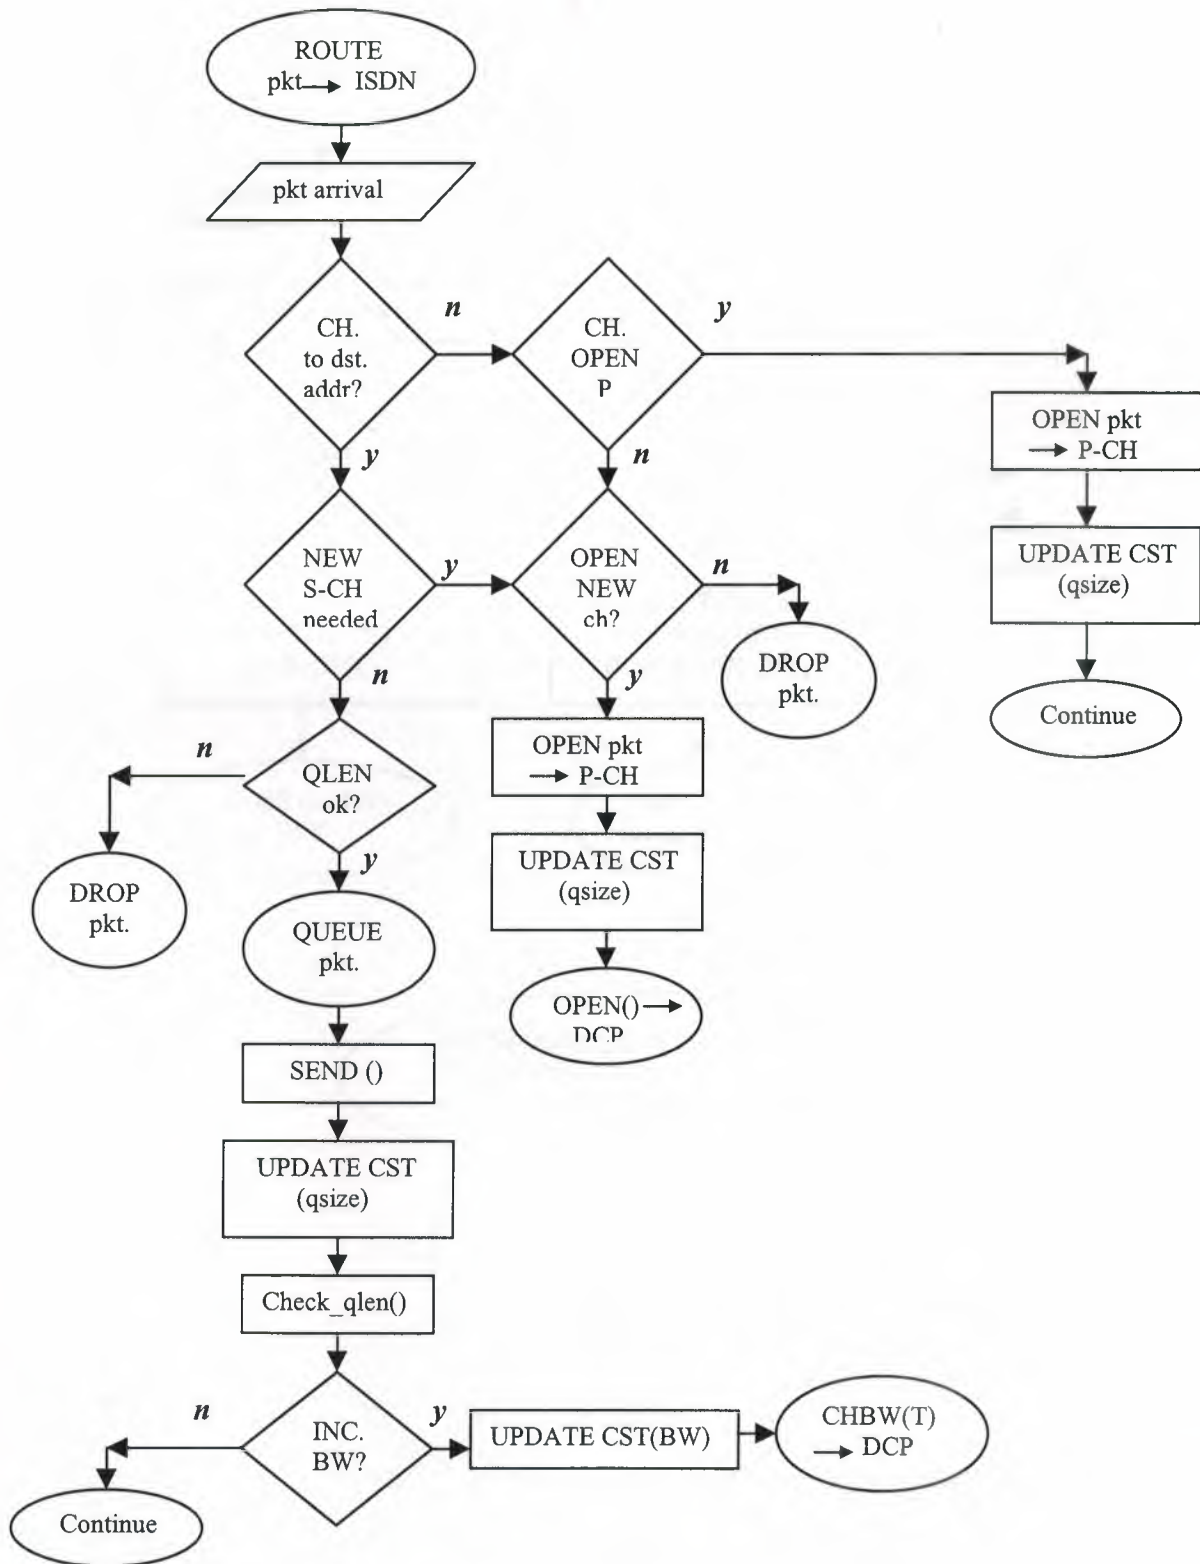 ROUTE
pkt → ISDN
pkt arrival
CH.
to dst.
addr?
n
CH.
OPEN
P
y
OPEN pkt
→ P-CH
y
n
UPDATE CST
(qsize)
NEW
S-CH
needed
y
OPEN
NEW
ch?
n
DROP
pkt.
Continue
n
y
OPEN pkt
→ P-CH
n
QLEN
ok?
y
UPDATE CST
(qsize)
DROP
pkt.
QUEUE
pkt.
OPEN() →
DCP
SEND ()
UPDATE CST
(qsize)
Check_qlen()
n
INC.
BW?
y
UPDATE CST(BW)
CHBW(T)
→ DCP
Continue